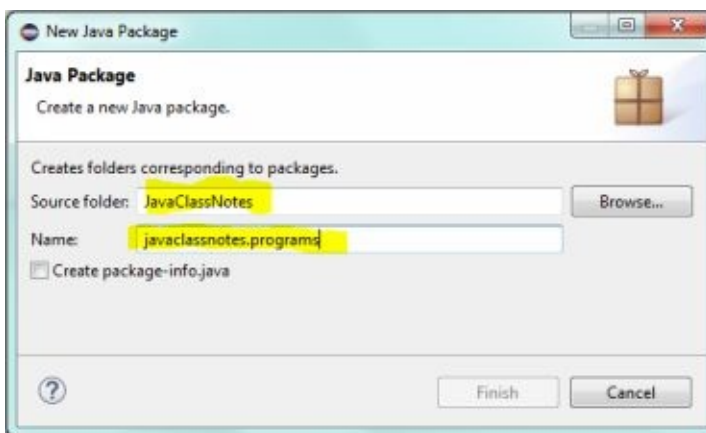 New Java Package
Java Package
Create a new Java package.
Creates folders corresponding to packages.
Source folder: JavaClassNotes Browse...
Name: javaclassnotes.programs
Create package-info.java
? Finish Cancel